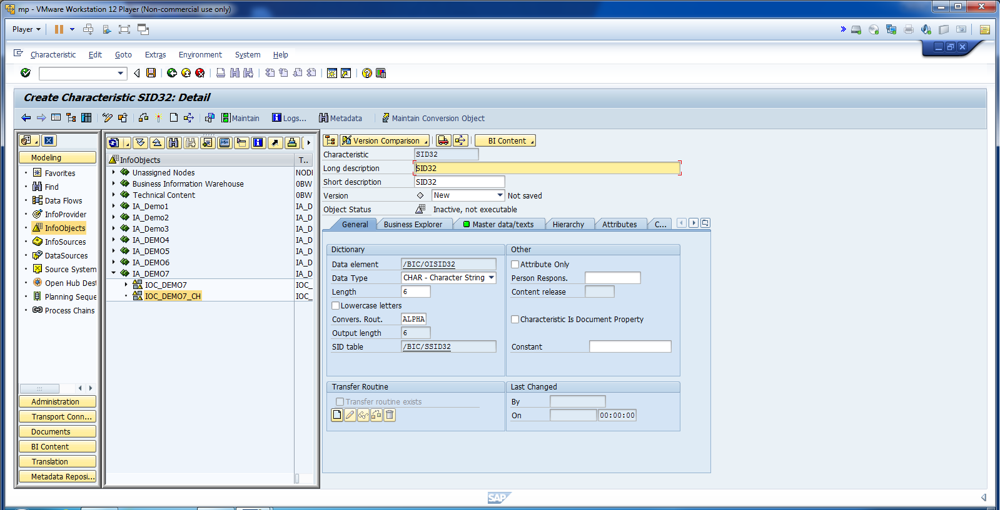 mp - VMware Workstation 12 Player (Non-commercial use only)
Player
Characteristic Edit Goto Extras Environment System Help
Create Characteristic SID32: Detail
Maintain Logs... Metadata Maintain Conversion Object
Modeling
Favorites
Find
Data Flows
InfoProvider
InfoObjects
InfoSources
DataSources
Source System
Open Hub Dest
Planning Seque
Process Chains
Administration
Transport Conn...
Documents
BI Content
Translation
Metadata Reposi...
InfoObjects T..
Unassigned Nodes NODI
Business Information Warehouse 0BW
Technical Content 0BW
IA_Demo1 IA_D
IA_Demo2 IA_D
IA_Demo3 IA_D
IA_DEMO4 IA_D
IA_DEMO5 IA_D
IA_DEMO6 IA_D
IA_DEMO7 IA_D
IOC_DEMO7 IOC_
IOC_DEMO7_CH IOC_
Version Comparison BI Content
Characteristic SID32
Long description SID32
Short description SID32
Version New Not saved
Object Status Inactive, not executable
General Business Explorer Master data/texts Hierarchy Attributes C...
Dictionary
Data element /BIC/OISID32
Data Type CHAR - Character String
Length 6
Lowercase letters
Convers. Rout. ALPHA
Output length 6
SID table /BIC/SSID32
Other
Attribute Only
Person Respons.
Content release
Characteristic Is Document Property
Constant
Transfer Routine
Transfer routine exists
Last Changed
By
On 00:00:00
SAP